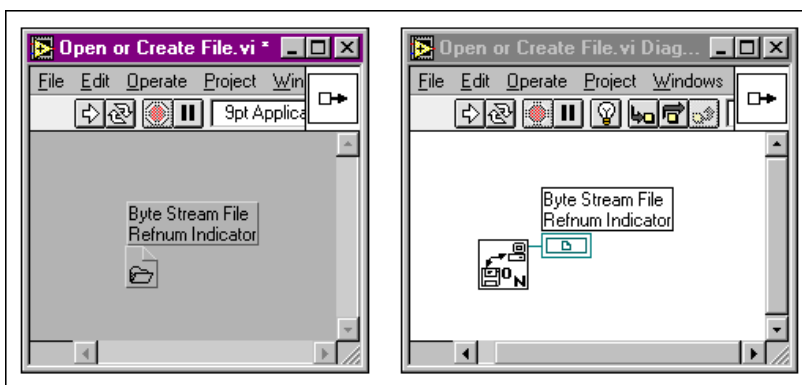 Open or Create File.vi *
File Edit Operate Project Win
9pt Applica
Byte Stream File
Refnum Indicator
Open or Create File.vi Diag...
File Edit Operate Project Windows
Byte Stream File
Refnum Indicator
O N